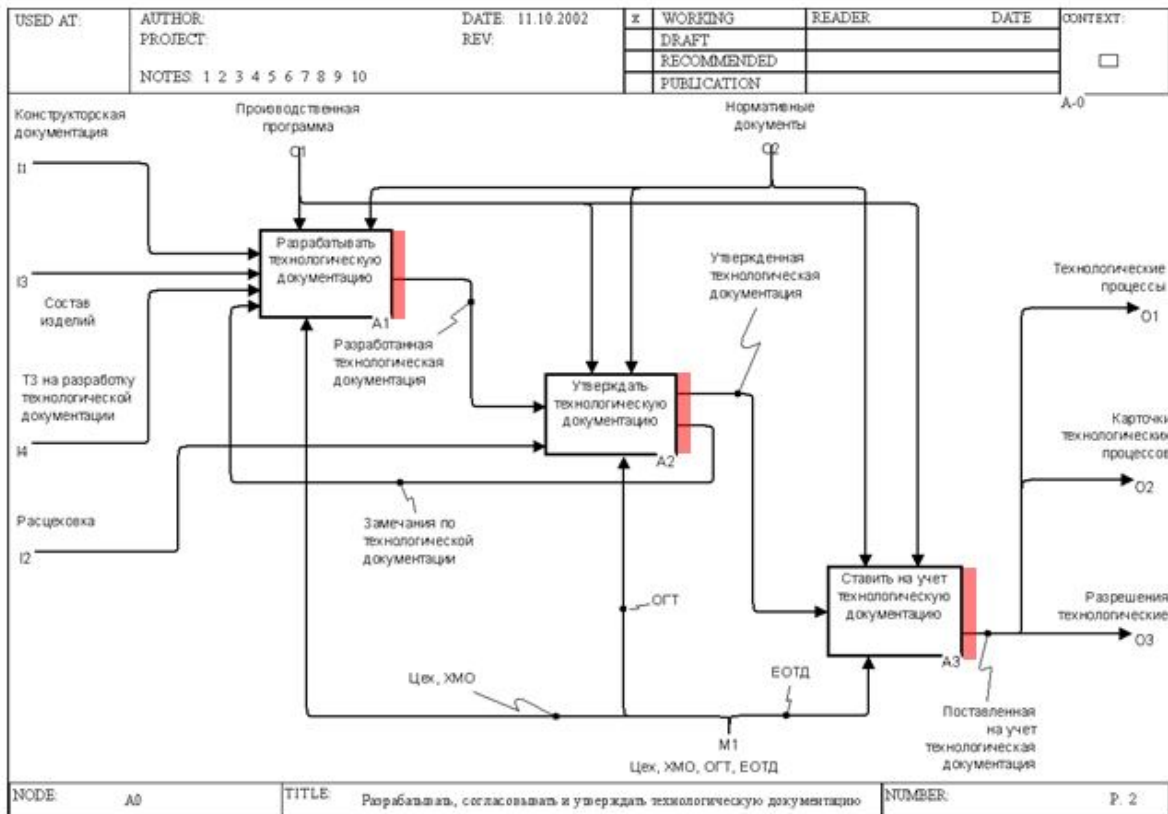 USED AT:
AUTHOR:
DATE: 11.10.2002
PROJECT:
REV:
NOTES: 1 2 3 4 5 6 7 8 9 10
x WORKING
DRAFT
RECOMMENDED
PUBLICATION
READER
DATE
CONTEXT:
A-0
Конструкторская
документация
I1
Производственная
программа
C1
Нормативные
документы
C2
Разрабатывать
технологическую
документацию
A1
I3
Состав
изделий
Разработанная
технологическая
документация
Утвержденная
технологическая
документация
Технологические
процессы
O1
ТЗ на разработку
технологической
документации
I4
Утверждать
технологическую
документацию
A2
Карточки
технологических
процессов
O2
Расцеховка
I2
Замечания по
технологической
документации
Ставить на учет
технологическую
документацию
A3
ОГТ
Разрешения
технологические
O3
Цех, ХМО
ЕОТД
Поставленная
на учет
технологическая
документация
M1
Цех, ХМО, ОГТ, ЕОТД
NODE:
A0
TITLE:
Разрабатывать, согласовывать и утверждать технологическую документацию
NUMBER:
P. 2